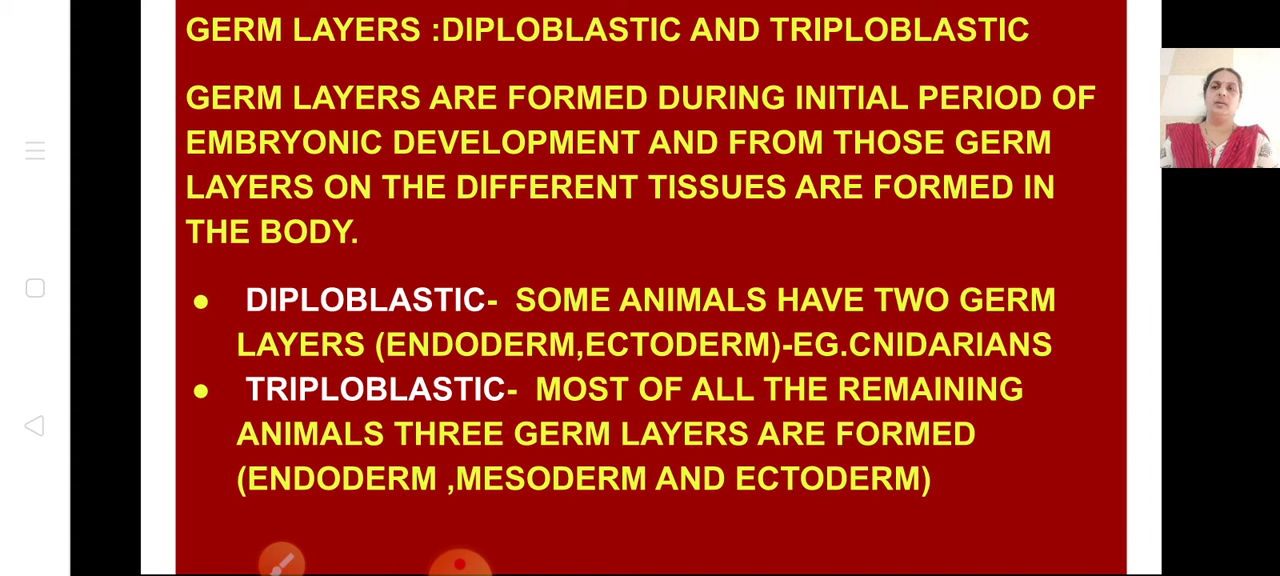 GERM LAYERS :DIPLOBLASTIC AND TRIPLOBLASTIC
GERM LAYERS ARE FORMED DURING INITIAL PERIOD OF
EMBRYONIC DEVELOPMENT AND FROM THOSE GERM
LAYERS ON THE DIFFERENT TISSUES ARE FORMED IN
THE BODY.
● DIPLOBLASTIC- SOME ANIMALS HAVE TWO GERM
LAYERS (ENDODERM,ECTODERM)-EG.CNIDARIANS
● TRIPLOBLASTIC- MOST OF ALL THE REMAINING
ANIMALS THREE GERM LAYERS ARE FORMED
(ENDODERM ,MESODERM AND ECTODERM)